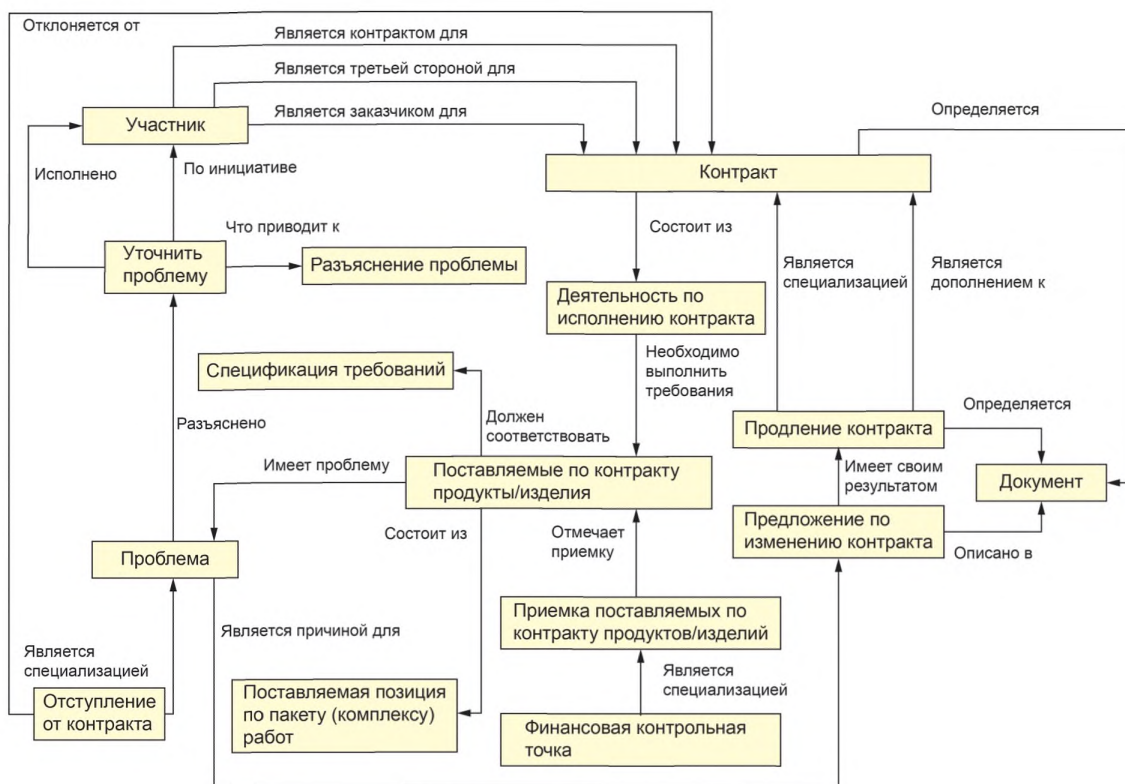 Отклоняется от
Является контрактом для
Является третьей стороной для
Является заказчиком для
Определяется
Участник
Исполнено
По инициативе
Контракт
Что приводит к
Состоит из
Уточнить
проблему
Разъяснение проблемы
Является
специализацией
Является
дополнением к
Деятельность по
исполнению контракта
Спецификация требований
Необходимо
выполнить
требования
Разъяснено
Должен
соответствовать
Продление контракта
Определяется
Имеет проблему
Поставляемые по контракту
продукты/изделия
Имеет своим
результатом
Документ
Состоит из
Отмечает
приемку
Предложение по
изменению контракта
Описано в
Проблема
Является причиной для
Приемка поставляемых по
контракту продуктов/изделий
Является
специализацией
Является
специализацией
Отступление
от контракта
Поставляемая позиция
по пакету (комплексу)
работ
Финансовая контрольная
точка